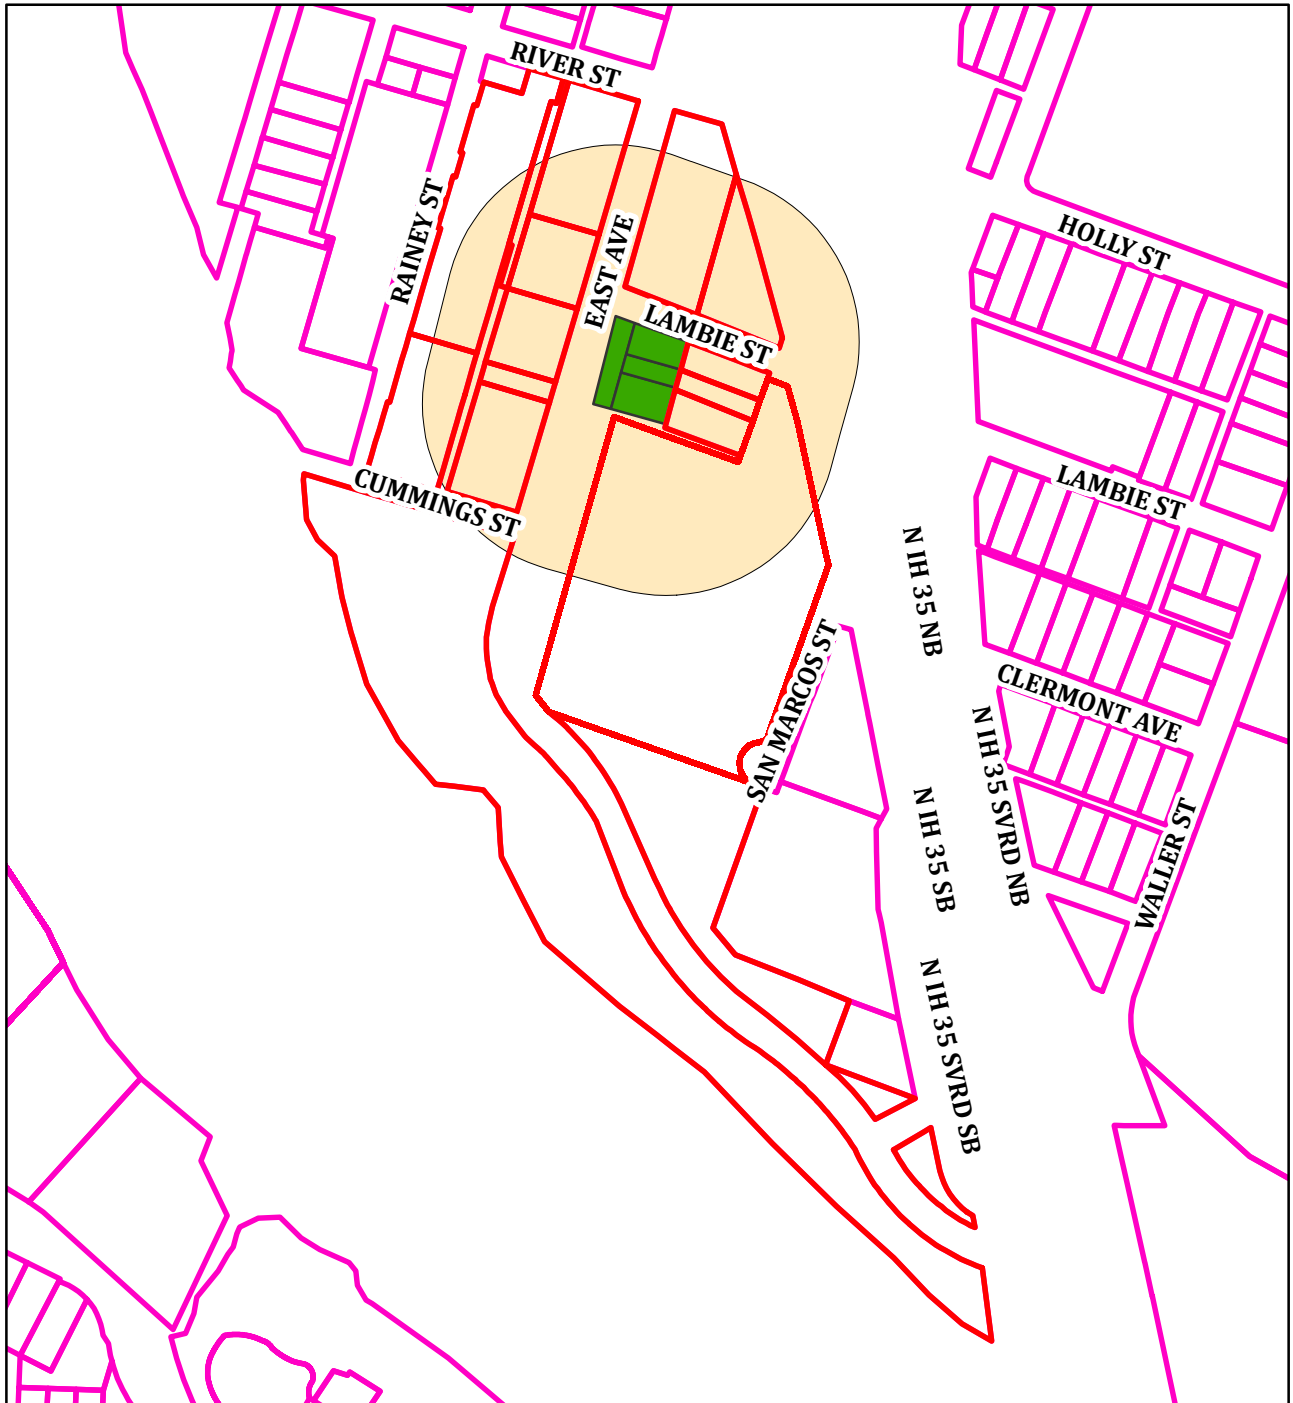 RIVER ST
RAINEY ST
EAST AVE
HOLLY ST
LAMBIE ST
CUMMINGS ST
LAMBIE ST
N IH 35 NB
SAN MARCOS ST
CLERMONT AVE
N IH 35 SVRD NB
N IH 35 SB
WALLER ST
N IH 35 SVRD SB